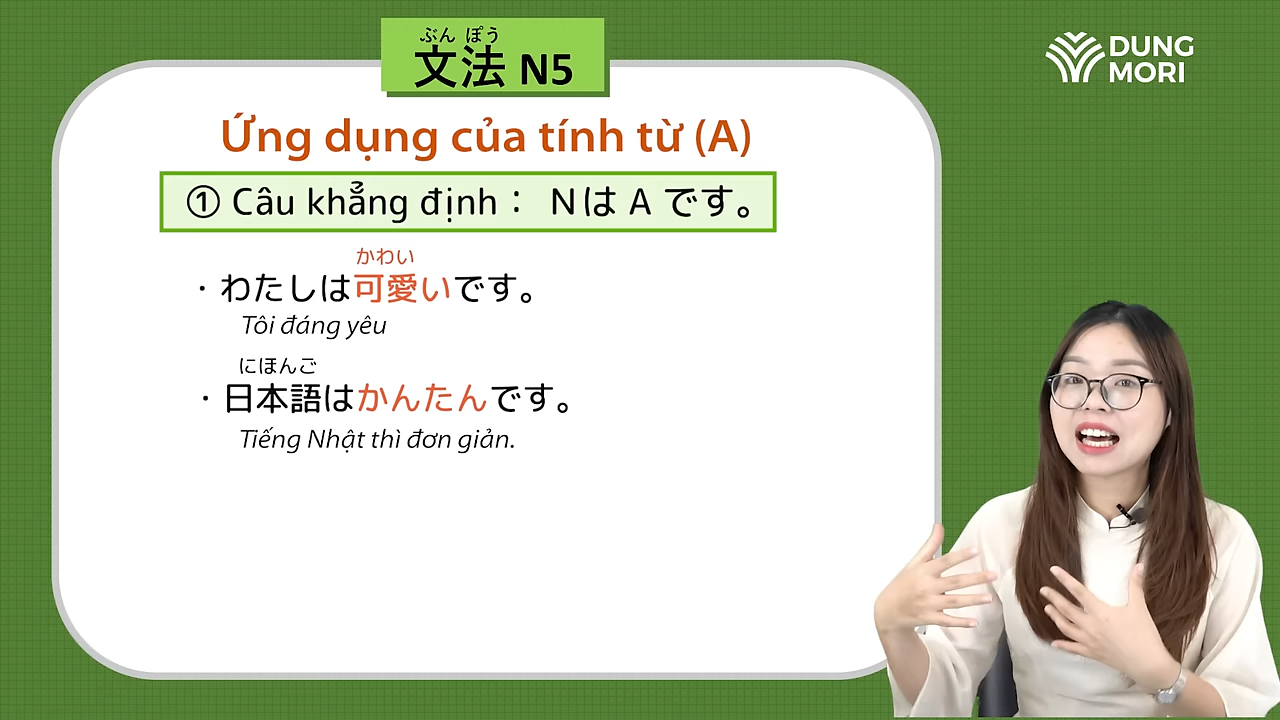 ぶん ぽう
文法 N5
DUNG
MORI
Ứng dụng của tính từ (A)
① Câu khẳng định： NはA です。
かわい
・わたしは可愛いです。
Tôi đáng yêu
にほんご
・日本語はかんたんです。
Tiếng Nhật thì đơn giản.